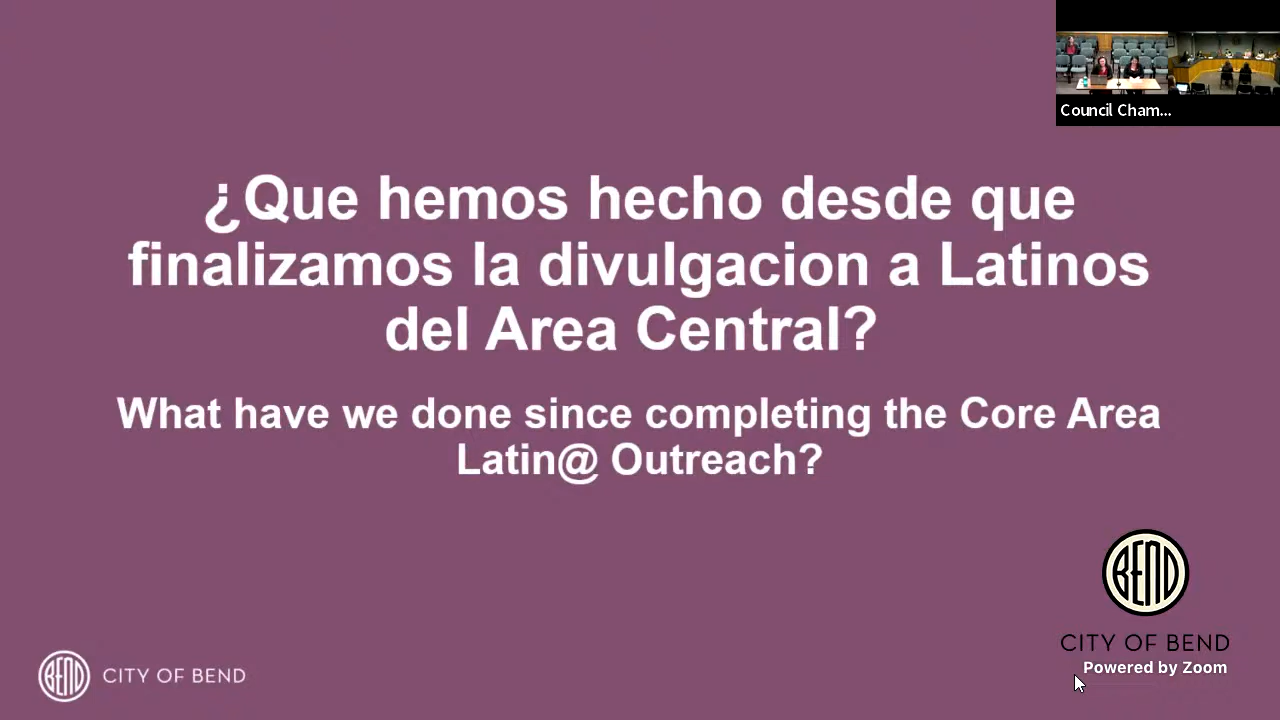 Council Cham...
¿Que hemos hecho desde que
finalizamos la divulgacion a Latinos
del Area Central?
What have we done since completing the Core Area
Latin@ Outreach?
BEND
CITY OF BEND
Powered by Zoom
BEND
CITY OF BEND